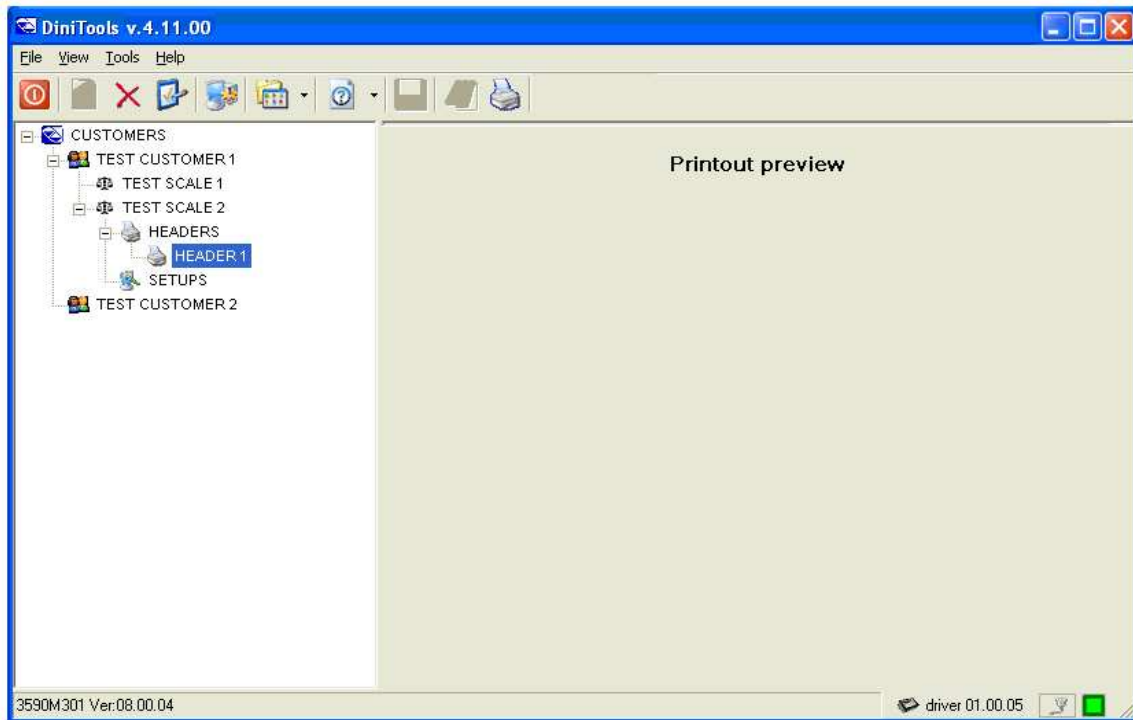 DiniTools v.4.11.00
File View Tools Help
CUSTOMERS
TEST CUSTOMER 1
TEST SCALE 1
TEST SCALE 2
HEADERS
HEADER 1
SETUPS
TEST CUSTOMER 2
Printout preview
3590M301 Ver:08.00.04
driver 01.00.05